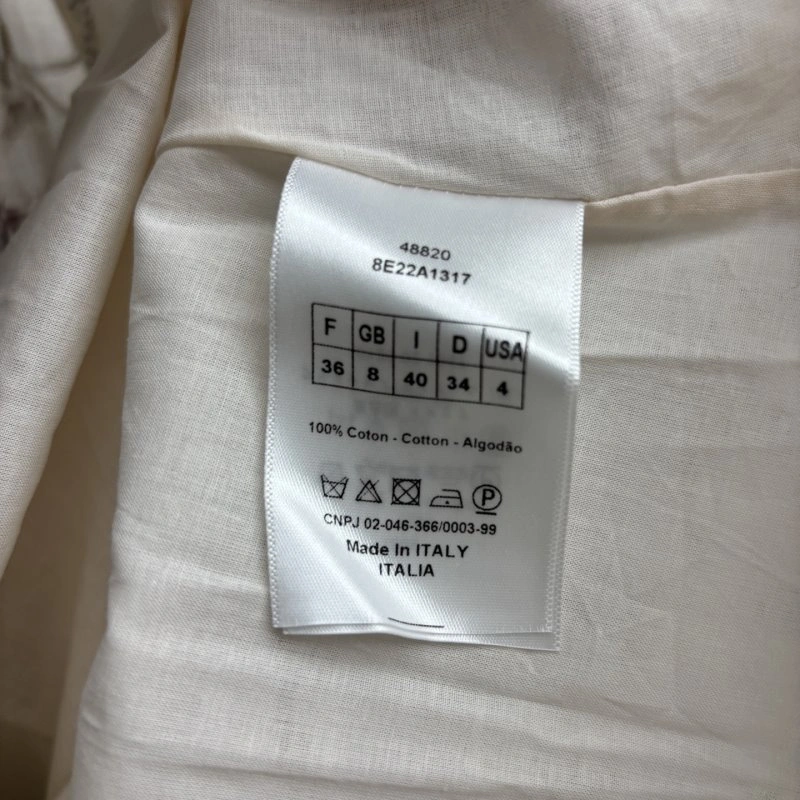 48820
8E22A1317
F GB I D USA
36 8 40 34 4
100% Coton - Cotton - Algodão
P
CNPJ 02-046-366/0003-99
Made In ITALY
ITALIA